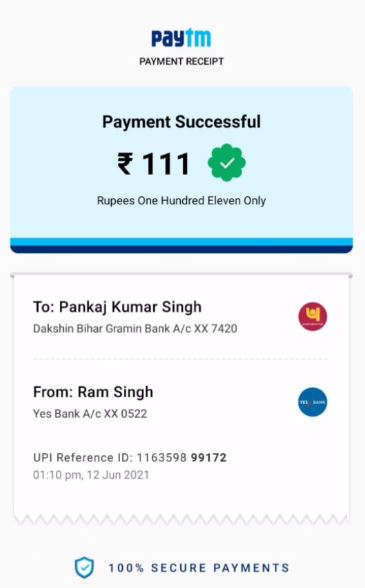 paytm
PAYMENT RECEIPT
Payment Successful
₹ 111
Rupees One Hundred Eleven Only
To: Pankaj Kumar Singh
Dakshin Bihar Gramin Bank A/c XX 7420
From: Ram Singh
YES BANK
Yes Bank A/c XX 0522
UPI Reference ID: 1163598 99172
01:10 pm, 12 Jun 2021
100% SECURE PAYMENTS